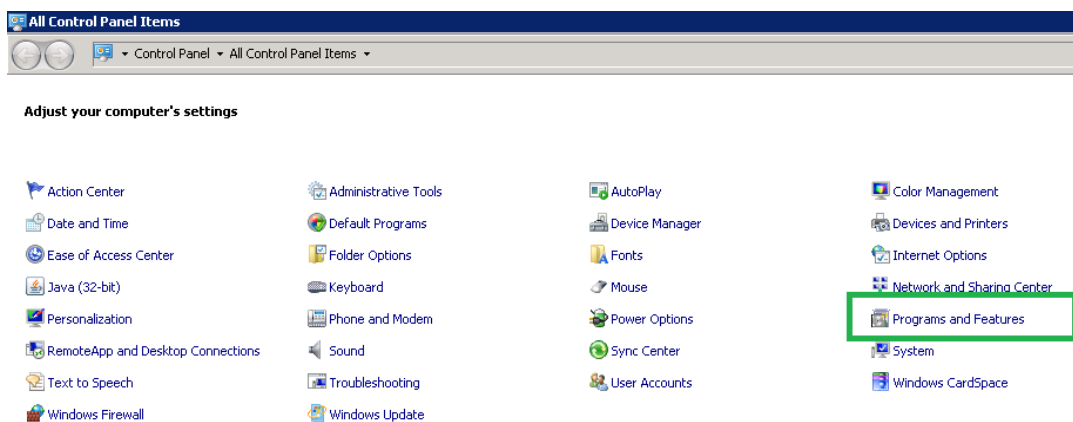 All Control Panel Items
Control Panel All Control Panel Items
Adjust your computer's settings
Action Center Administrative Tools AutoPlay Color Management
Date and Time Default Programs Device Manager Devices and Printers
Ease of Access Center Folder Options Fonts Internet Options
Java (32-bit) Keyboard Mouse Network and Sharing Center
Personalization Phone and Modem Power Options Programs and Features
RemoteApp and Desktop Connections Sound Sync Center System
Text to Speech Troubleshooting User Accounts Windows CardSpace
Windows Firewall Windows Update